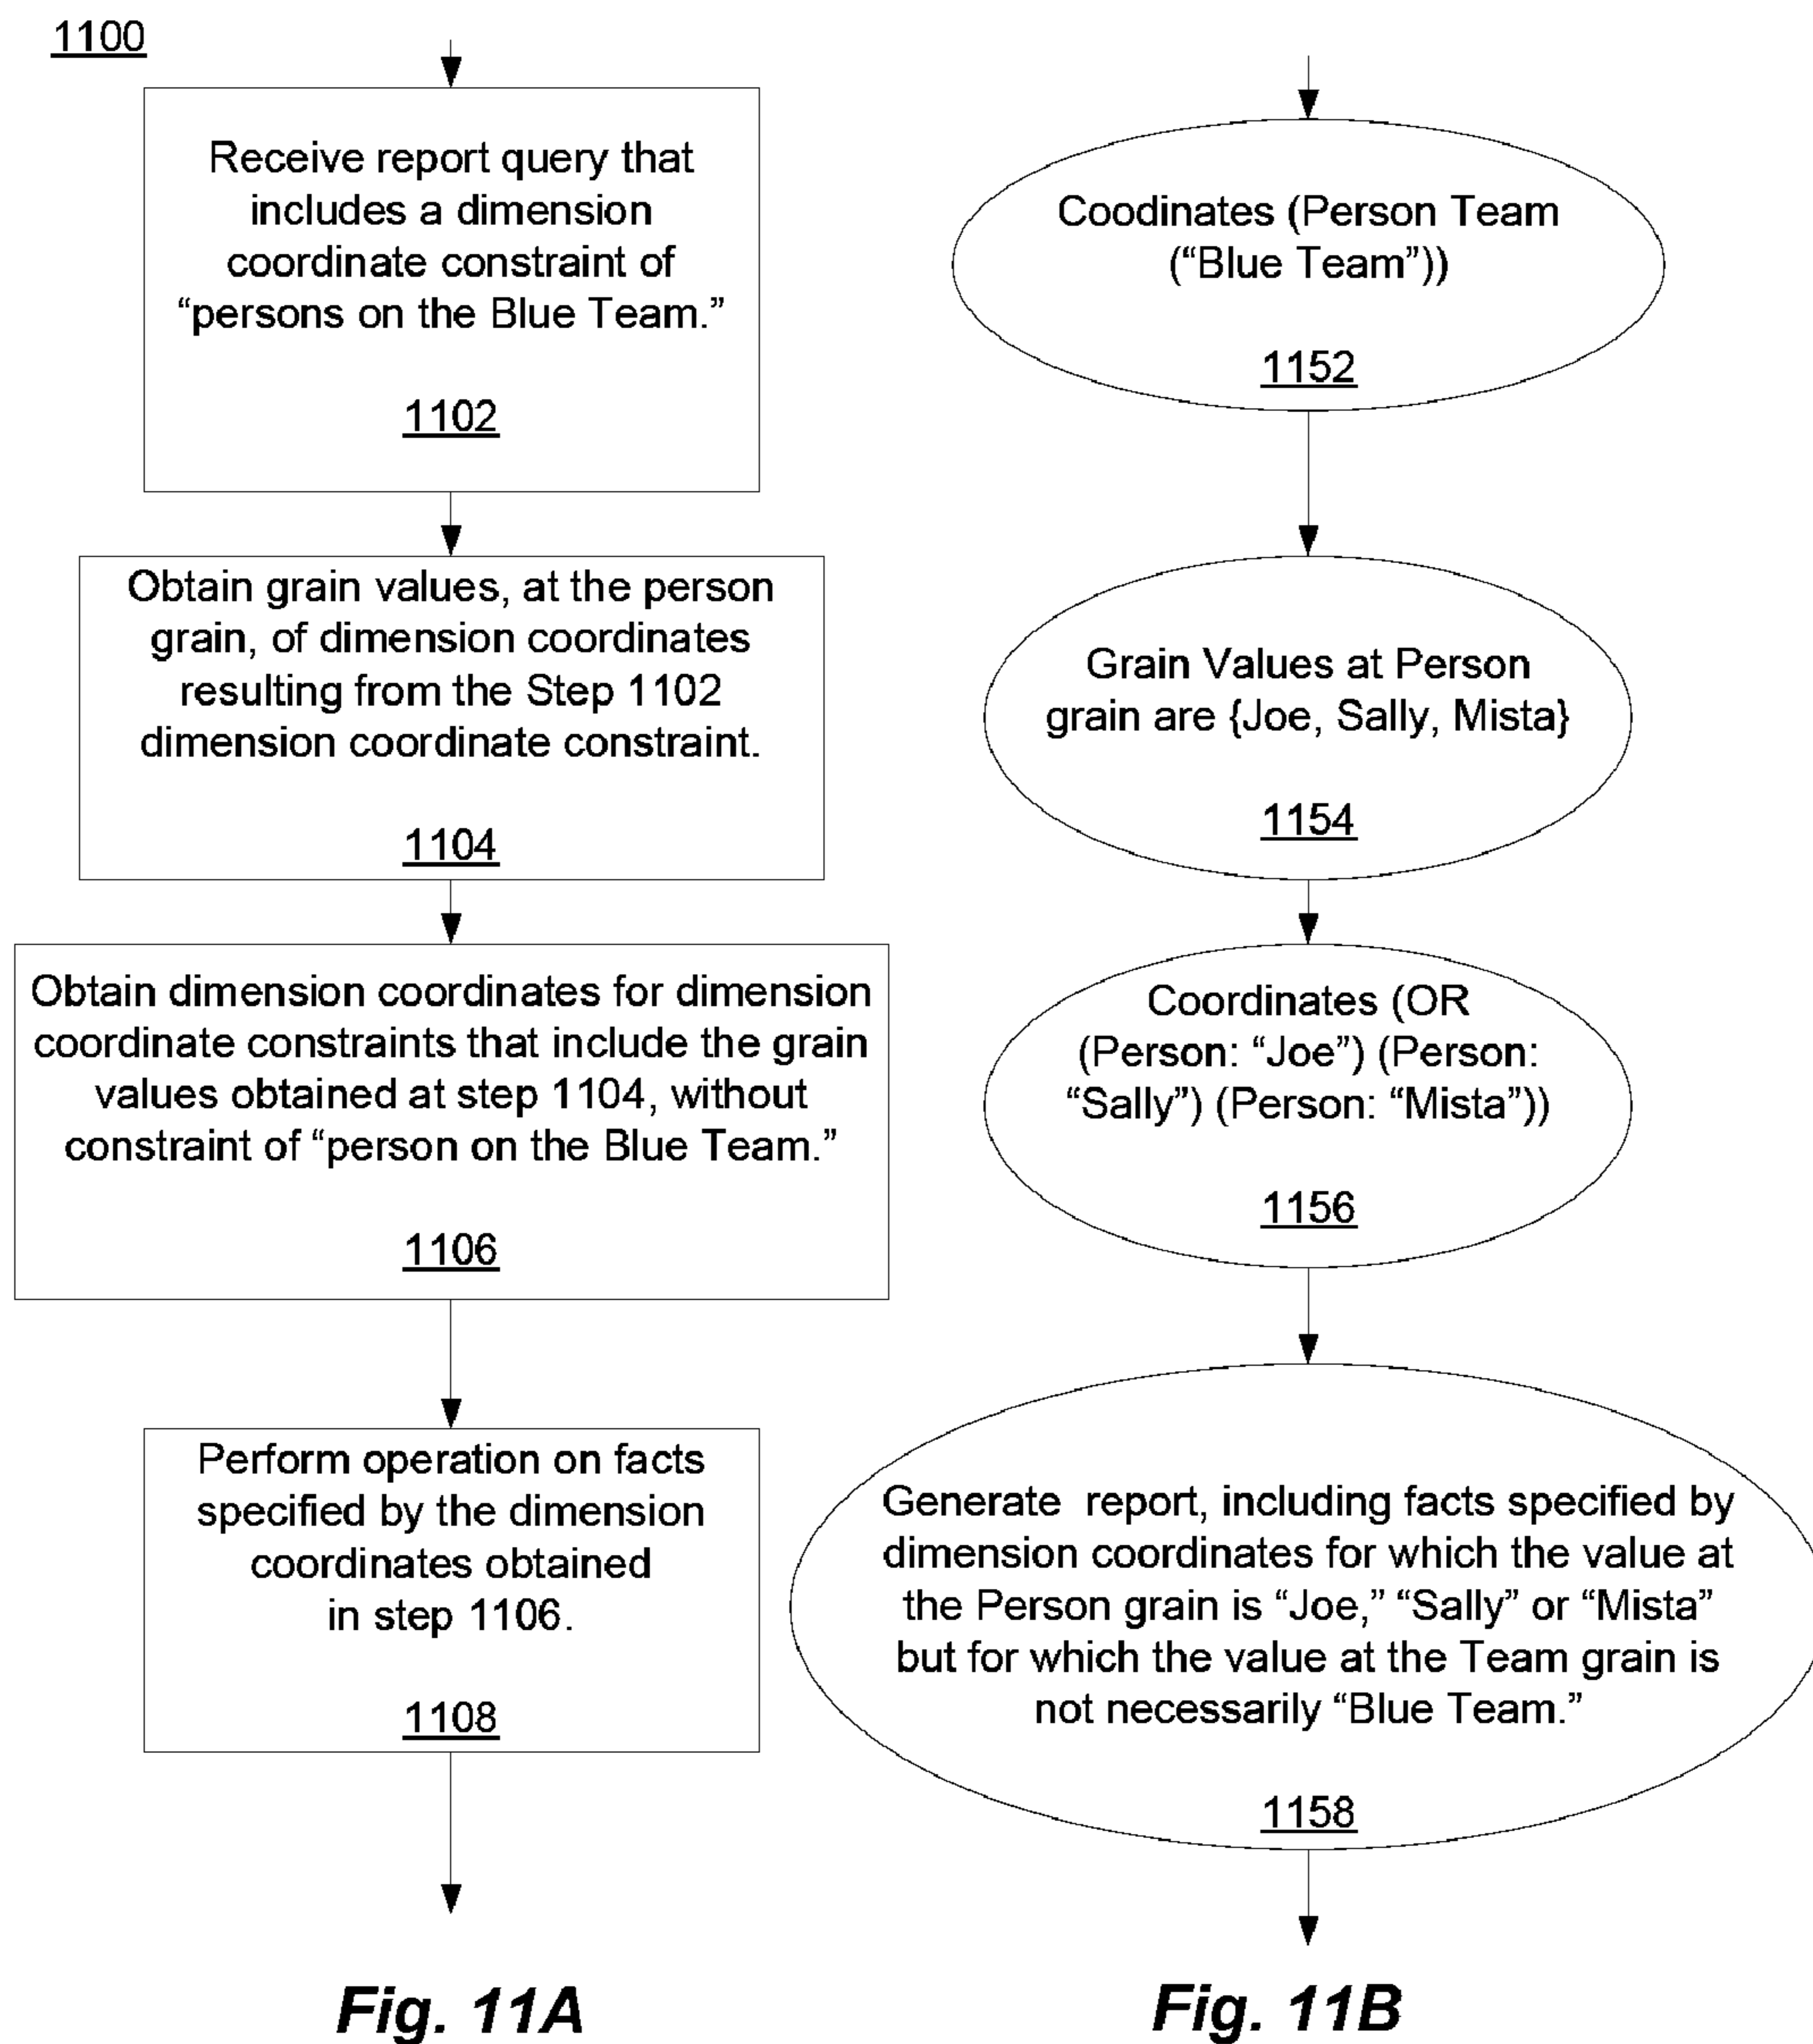 1100
Receive report query that
includes a dimension
coordinate constraint of
“persons on the Blue Team.”
1102
Obtain grain values, at the person
grain, of dimension coordinates
resulting from the Step 1102
dimension coordinate constraint.
1104
Obtain dimension coordinates for dimension
coordinate constraints that include the grain
values obtained at step 1104, without
constraint of “person on the Blue Team.”
1106
Perform operation on facts
specified by the dimension
coordinates obtained
in step 1106.
1108
Fig. 11A
Coodinates (Person Team
(“Blue Team”))
1152
Grain Values at Person
grain are {Joe, Sally, Mista}
1154
Coordinates (OR
(Person: “Joe”) (Person:
“Sally”) (Person: “Mista”))
1156
Generate report, including facts specified by
dimension coordinates for which the value at
the Person grain is “Joe,” “Sally” or “Mista”
but for which the value at the Team grain is
not necessarily “Blue Team.”
1158
Fig. 11B